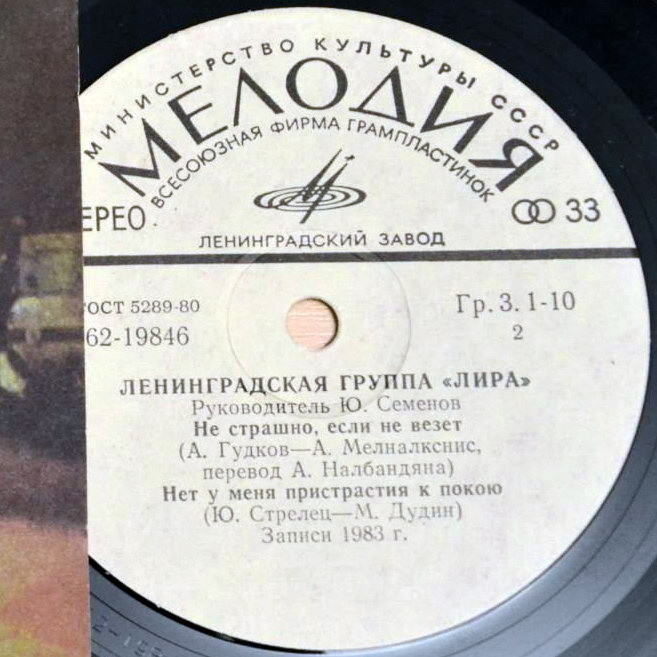 МИНИСТЕРСТВО КУЛЬТУРЫ СССР
МЕЛОДИЯ
ВСЕСОЮЗНАЯ ФИРМА ГРАМПЛАСТИНОК
ЕРЕО
33
ЛЕНИНГРАДСКИЙ ЗАВОД
ГОСТ 5289-80
Гр. 3. 1-10
62-19846
2
ЛЕНИНГРАДСКАЯ ГРУППА «ЛИРА»
Руководитель Ю. Семенов
Не страшно, если не везет
(А. Гудков—А. Мелналкснис,
перевод А. Налбандяна)
Нет у меня пристрастия к покою
(Ю. Стрелец—М. Дудин)
Записи 1983 г.